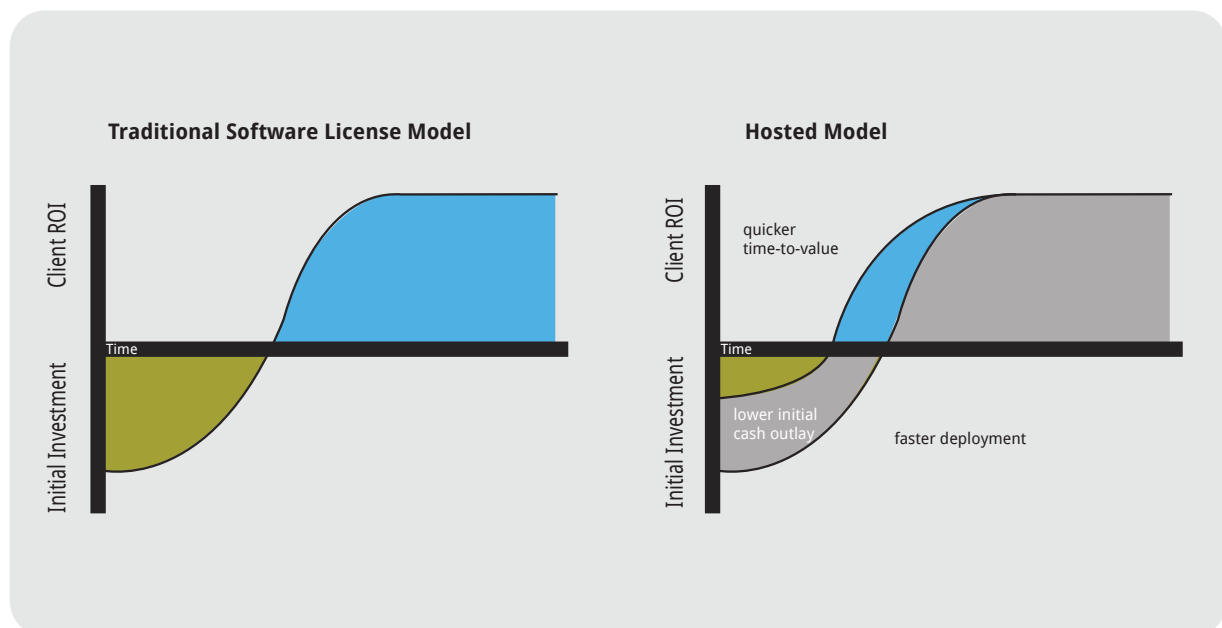 Traditional Software License Model
Client ROI
Time
Initial Investment
Hosted Model
Client ROI
quicker
time-to-value
Time
Initial Investment
lower initial
cash outlay
faster deployment